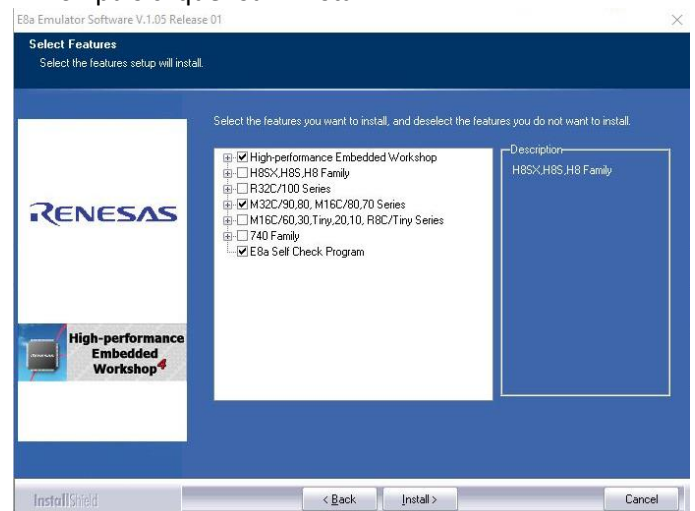 E8a Emulator Software V.1.05 Release 01
Select Features
Select the features setup will install.
Select the features you want to install, and deselect the features you do not want to install.
High-performance Embedded Workshop
H8SX,H8S,H8 Family
R32C/100 Series
M32C/90,80, M16C/80,70 Series
M16C/60,30,Tiny,20,10, R8C/Tiny Series
740 Family
E8a Self Check Program
Description
H8SX,H8S,H8 Family
RENESAS
High-performance
Embedded
Workshop4
InstallShield
< Back
Install >
Cancel